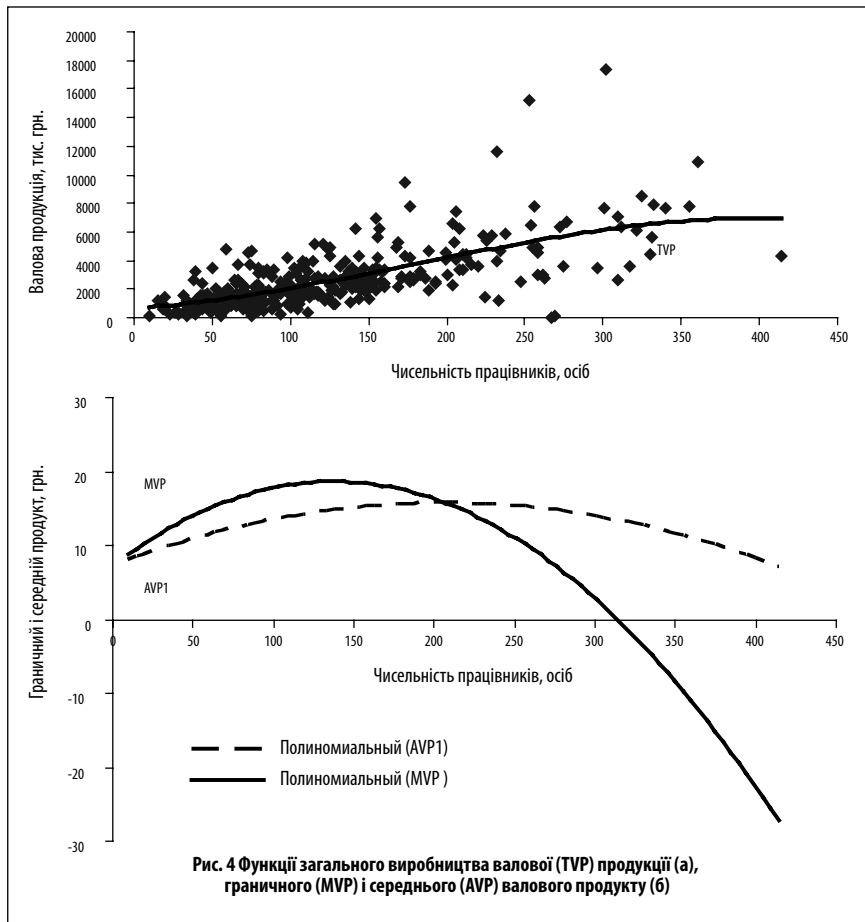 20000
18000
16000
14000
12000
10000
8000
6000
4000
2000
0
Валова продукція, тис. грн.
TVP
0 50 100 150 200 250 300 350 400 450
Чисельність працівників, осіб
30
20
10
0
-10
-20
-30
Граничний і середній продукт, грн.
MVP
AVP1
0 50 100 150 200 250 300 350 400 450
Чисельність працівників, осіб
Полиномиальный (AVP1)
Полиномиальный (MVP )
Рис. 4 Функції загального виробництва валової (TVP) продукції (а),
граничного (MVP) і середнього (AVP) валового продукту (б)